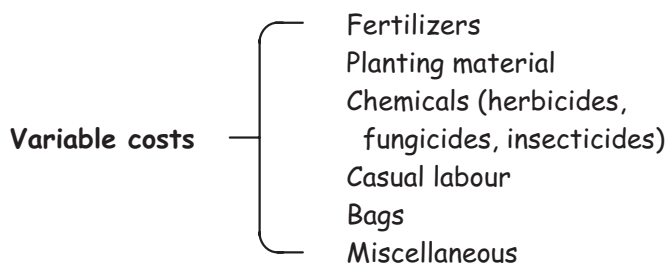 Variable costs
Fertilizers
Planting material
Chemicals (herbicides,
fungicides, insecticides)
Casual labour
Bags
Miscellaneous